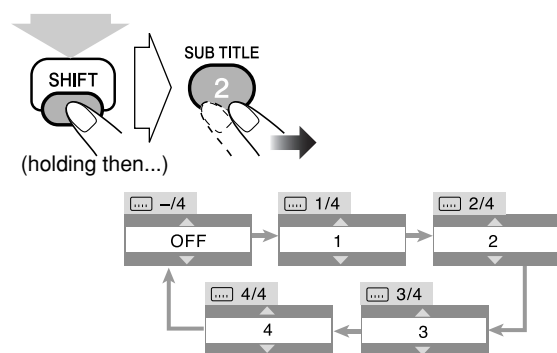 SHIFT
SUB TITLE
2
(holding then...)
–/4
OFF
1/4
1
2/4
2
3/4
3
4/4
4